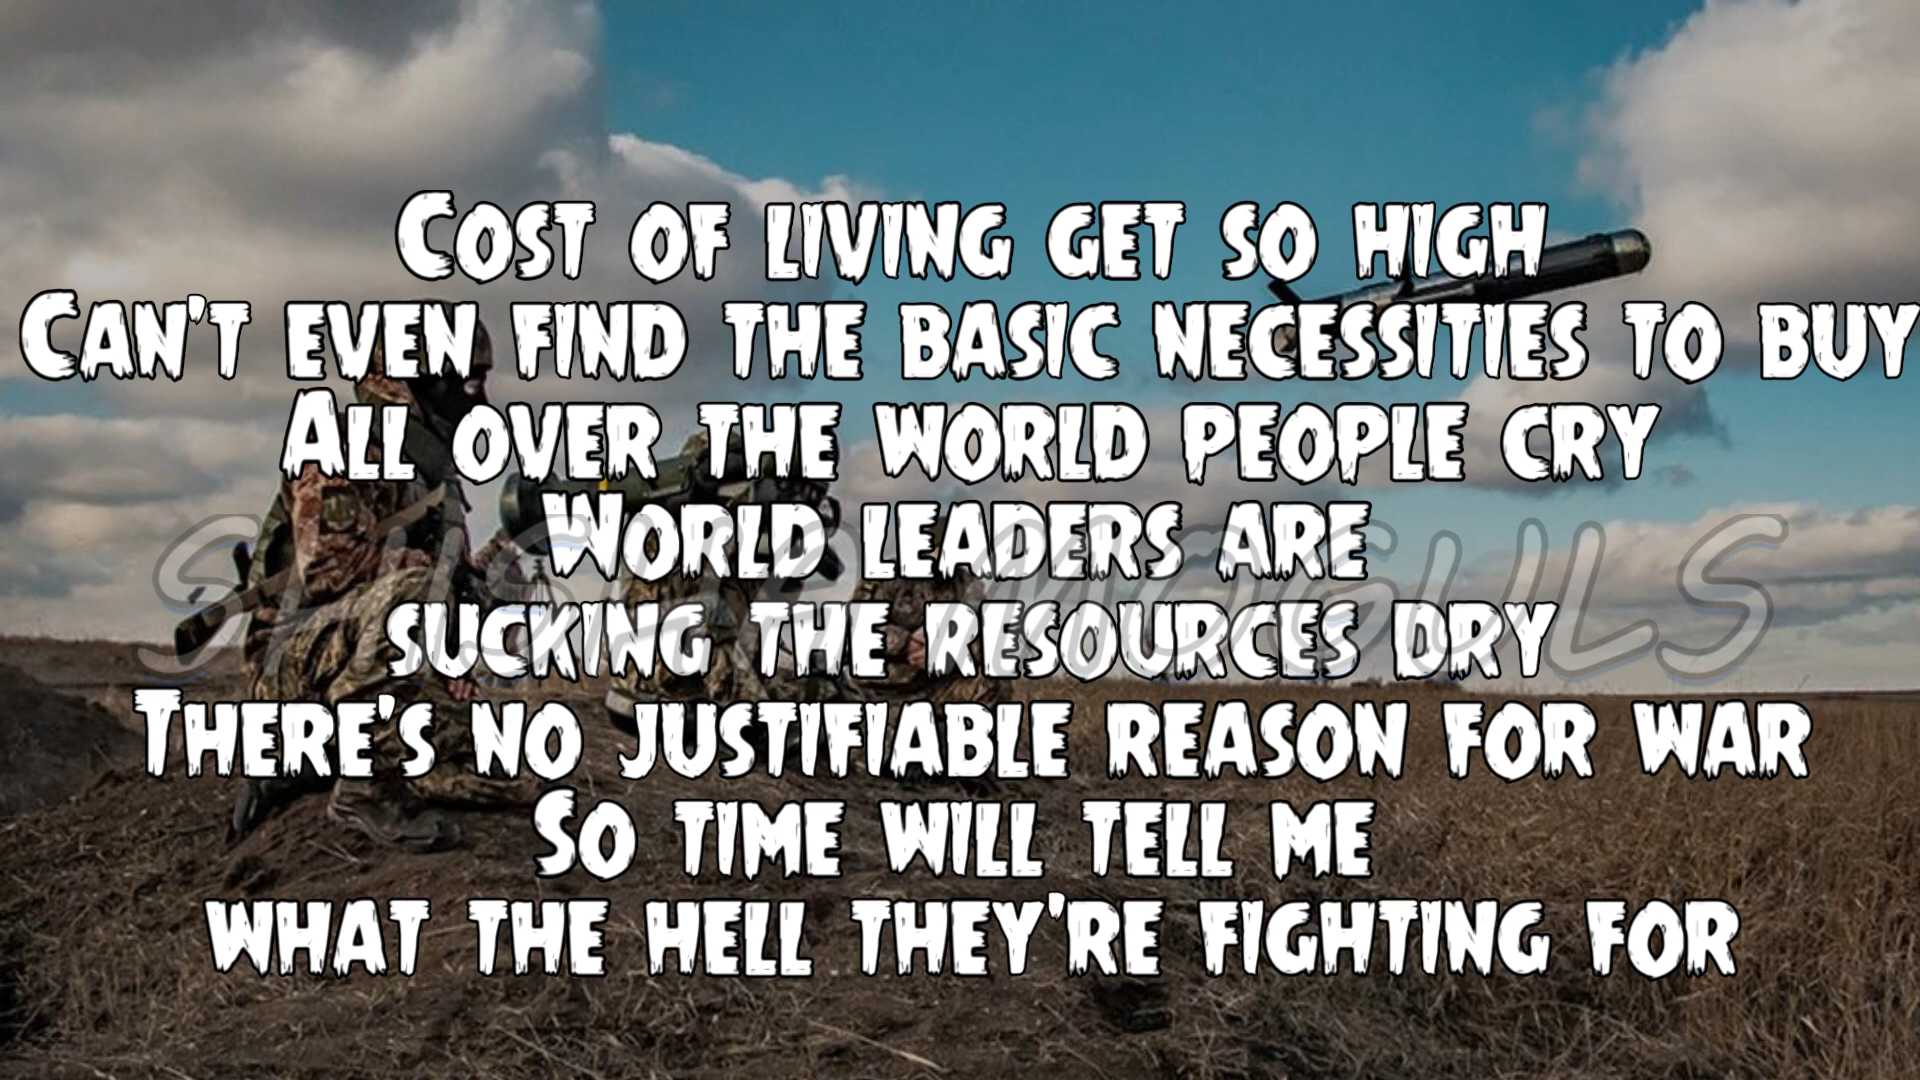 Cost of living get so high
Can't even find the basic necessities to buy
All over the world people cry
World leaders are
sucking the resources dry
There's no justifiable reason for war
So time will tell me
what the hell they're fighting for